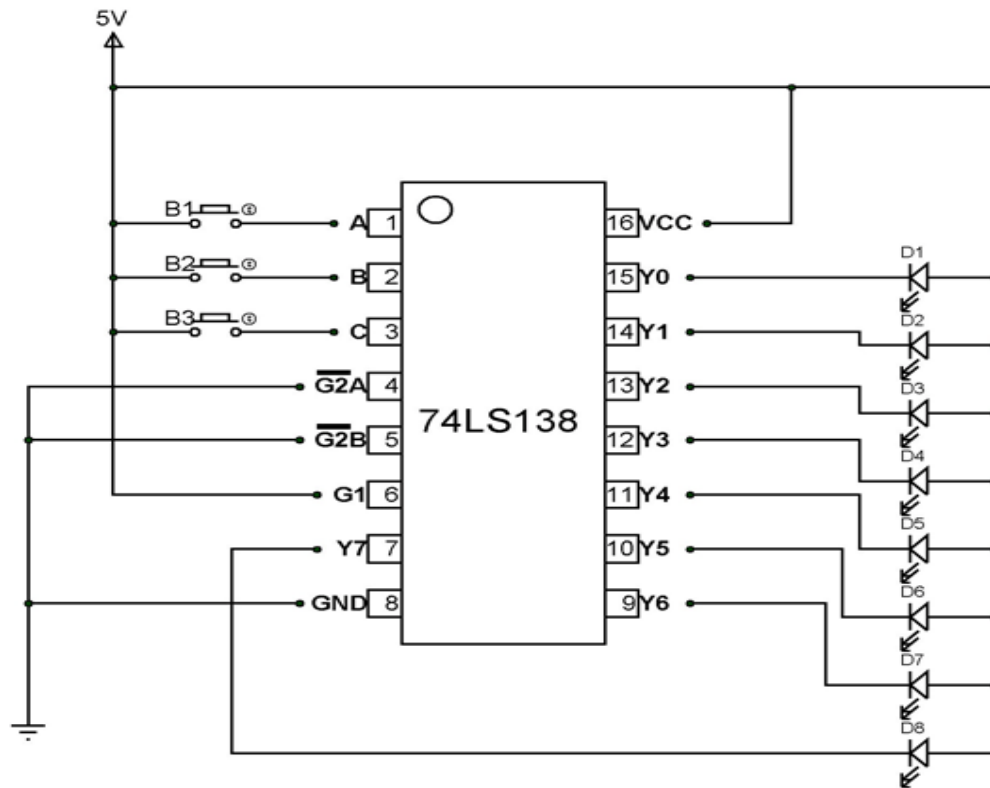 5V
B1 A 1 16 VCC
B2 B 2 15 Y0 D1
B3 C 3 14 Y1 D2
G2A 4 13 Y2 D3
74LS138
G2B 5 12 Y3 D4
G1 6 11 Y4 D5
Y7 7 10 Y5 D6
GND 8 9 Y6 D7
D8